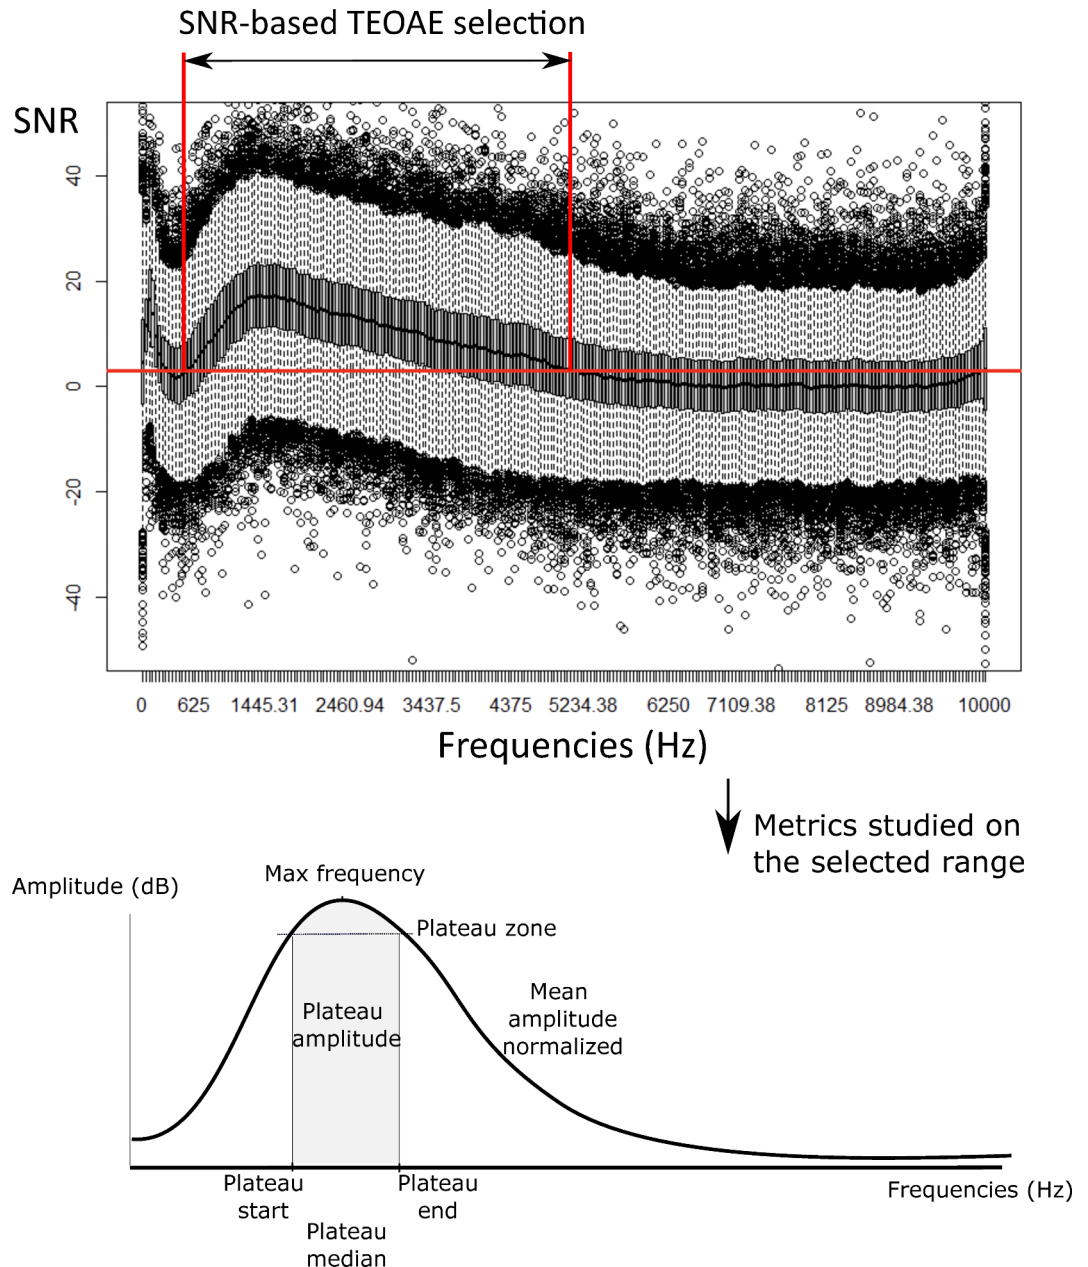 SNR-based TEOAE selection
SNR
40
20
0
-20
-40
0 625 1445.31 2460.94 3437.5 4375 5234.38 6250 7109.38 8125 8984.38 10000
Frequencies (Hz)
Metrics studied on
the selected range
Max frequency
Amplitude (dB)
Plateau zone
Mean
amplitude
normalized
Plateau
amplitude
Plateau
start
Plateau
end
Frequencies (Hz)
Plateau
median